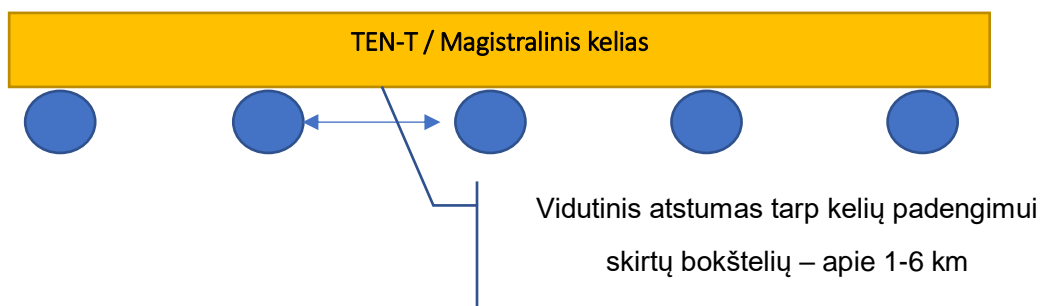 TEN-T / Magistralinis kelias
Vidutinis atstumas tarp kelių padengimui
skirtų bokštelių – apie 1-6 km